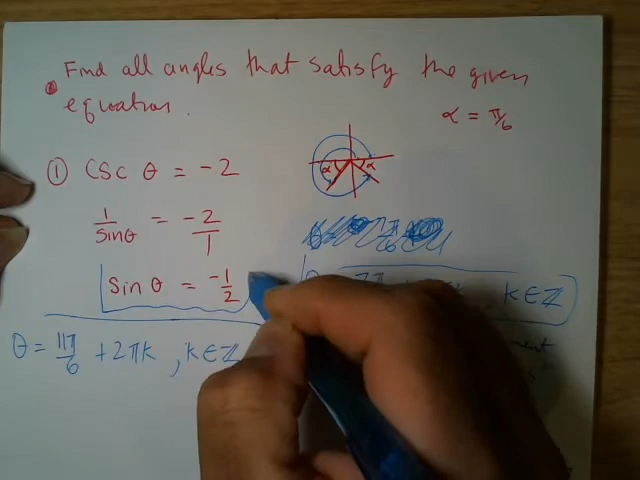 Find all angles that satisfy the given
equation.
α = π/6
① csc θ = -2
α α
1/sinθ = -2/1
sin θ = -1/2
7π , k∈ℤ
θ = 11π/6 + 2πk , k∈ℤ